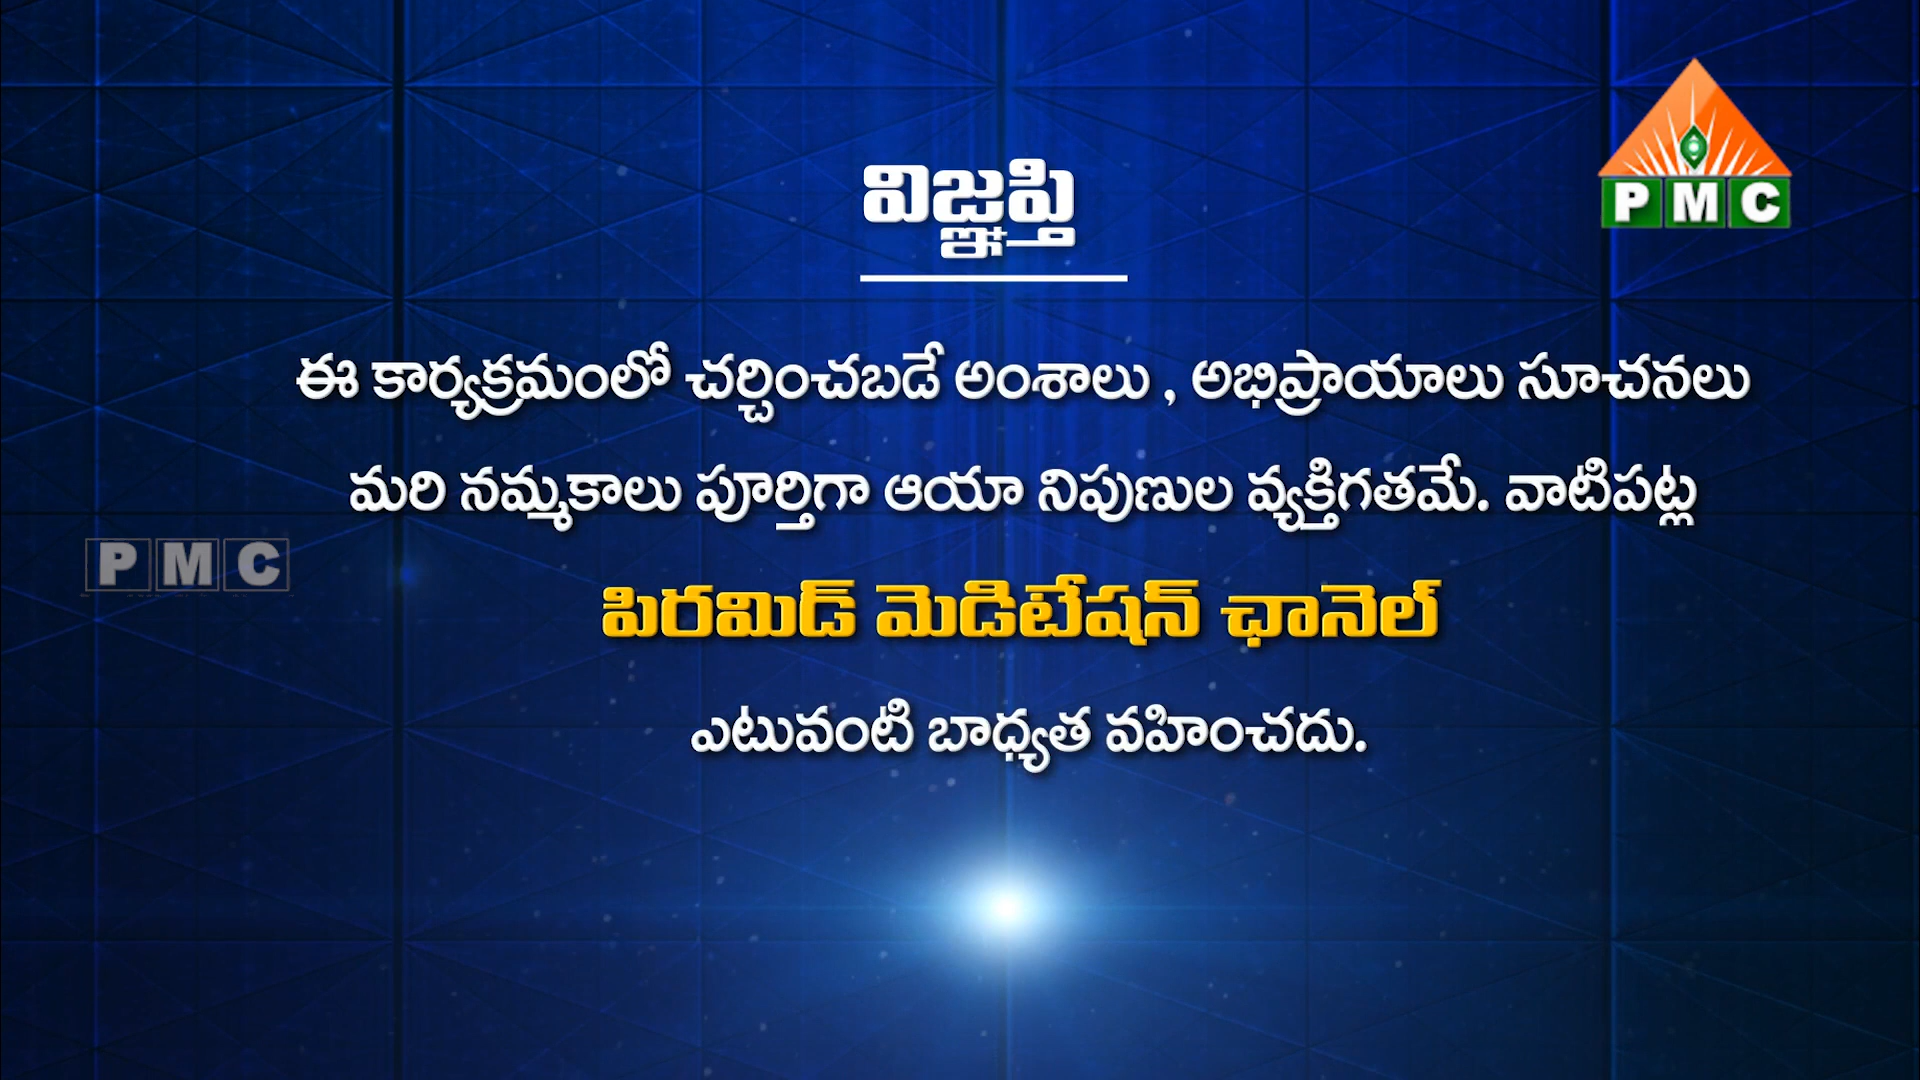 PMC
విజ్ఞప్తి
ఈ కార్యక్రమంలో చర్చించబడే అంశాలు , అభిప్రాయాలు సూచనలు
మరి నమ్మకాలు పూర్తిగా ఆయా నిపుణుల వ్యక్తిగతమే. వాటిపట్ల
PMC
పిరమిడ్ మెడిటేషన్ ఛానెల్
ఎటువంటి బాధ్యత వహించదు.